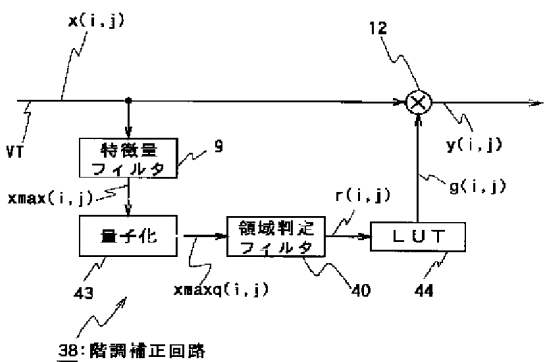 x(i,j)
12
VT
特徴量
フィルタ
9
y(i,j)
xmax(i,j)
r(i,j)
g(i,j)
量子化
領域判定
フィルタ
LUT
43
xmaxq(i,j)
40
44
38:階調補正回路